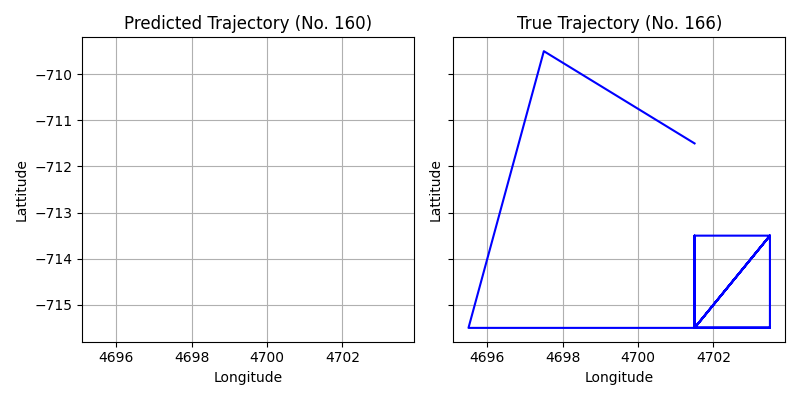 Predicted Trajectory (No. 160)
True Trajectory (No. 166)
−710
−711
−712
−713
−714
−715
Lattitude
Lattitude
4696
4698
4700
4702
4696
4698
4700
4702
Longitude
Longitude